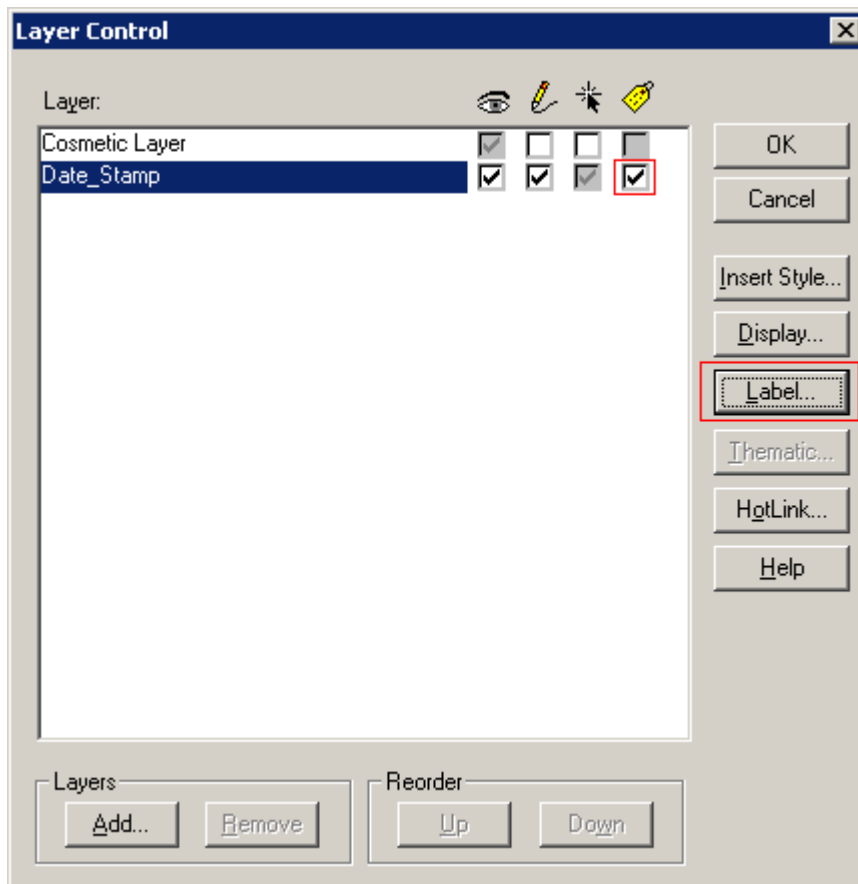 Layer Control
Layer:
Cosmetic Layer
Date_Stamp
OK
Cancel
Insert Style...
Display...
Label...
Thematic...
HotLink...
Help
Layers
Add...
Remove
Reorder
Up
Down